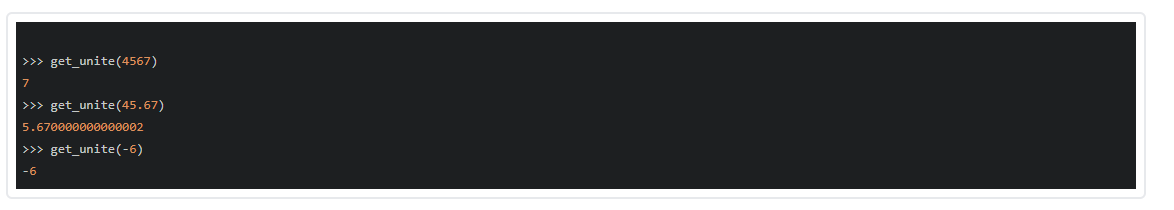 >>> get_unite(4567)
7
>>> get_unite(45.67)
5.670000000000002
>>> get_unite(-6)
-6